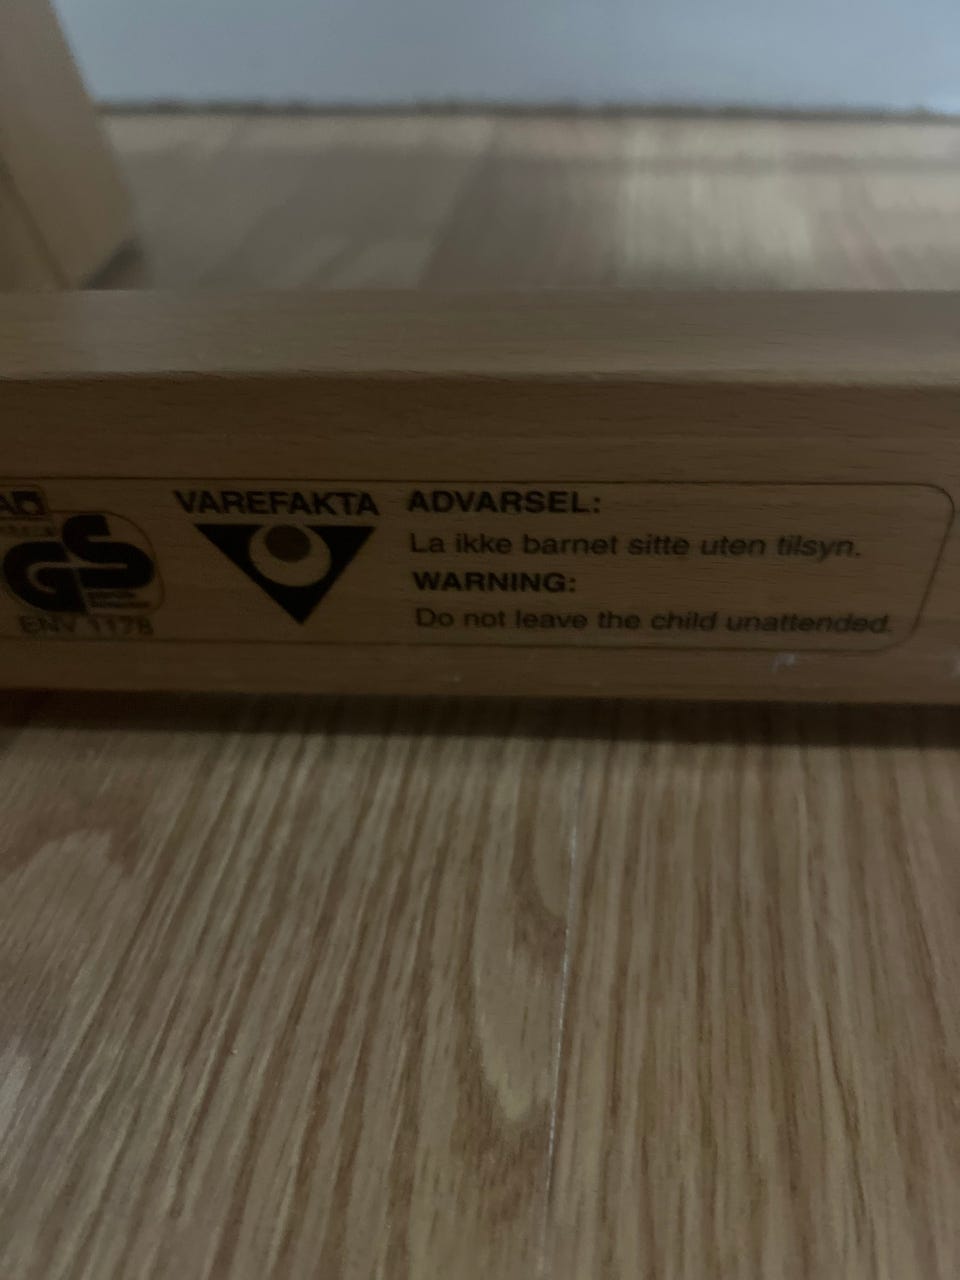 GS
ENV 1178
VAREFAKTA
ADVARSEL:
La ikke barnet sitte uten tilsyn.
WARNING:
Do not leave the child unattended.